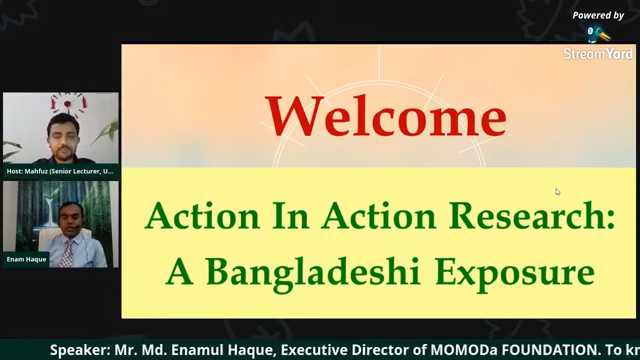 Powered by
StreamYard
Welcome
Action In Action Research:
A Bangladeshi Exposure
Host: Mahfuz (Senior Lecturer, U...
Enam Haque
Speaker: Mr. Md. Enamul Haque, Executive Director of MOMODa FOUNDATION. To kn